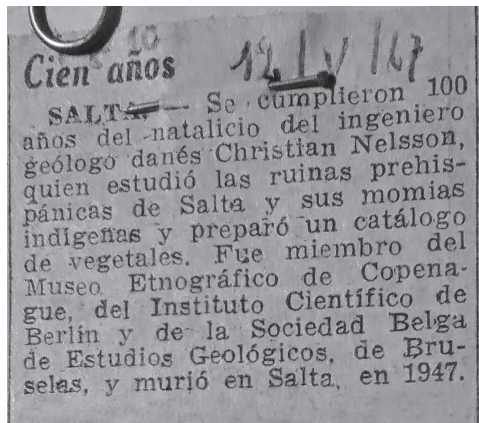 10
Cien años
12 IV 67
SALTA, — Se cumplieron 100
años del natalicio del ingeniero
geólogo danés Christian Nelsson,
quien estudió las ruinas prehis-
pánicas de Salta y sus momias
indígenas y preparó un catálogo
de vegetales. Fue miembro del
Museo Etnográfico de Copena-
gue, del Instituto Científico de
Berlín y de la Sociedad Belga
de Estudios Geológicos, de Bru-
selas, y murió en Salta, en 1947.